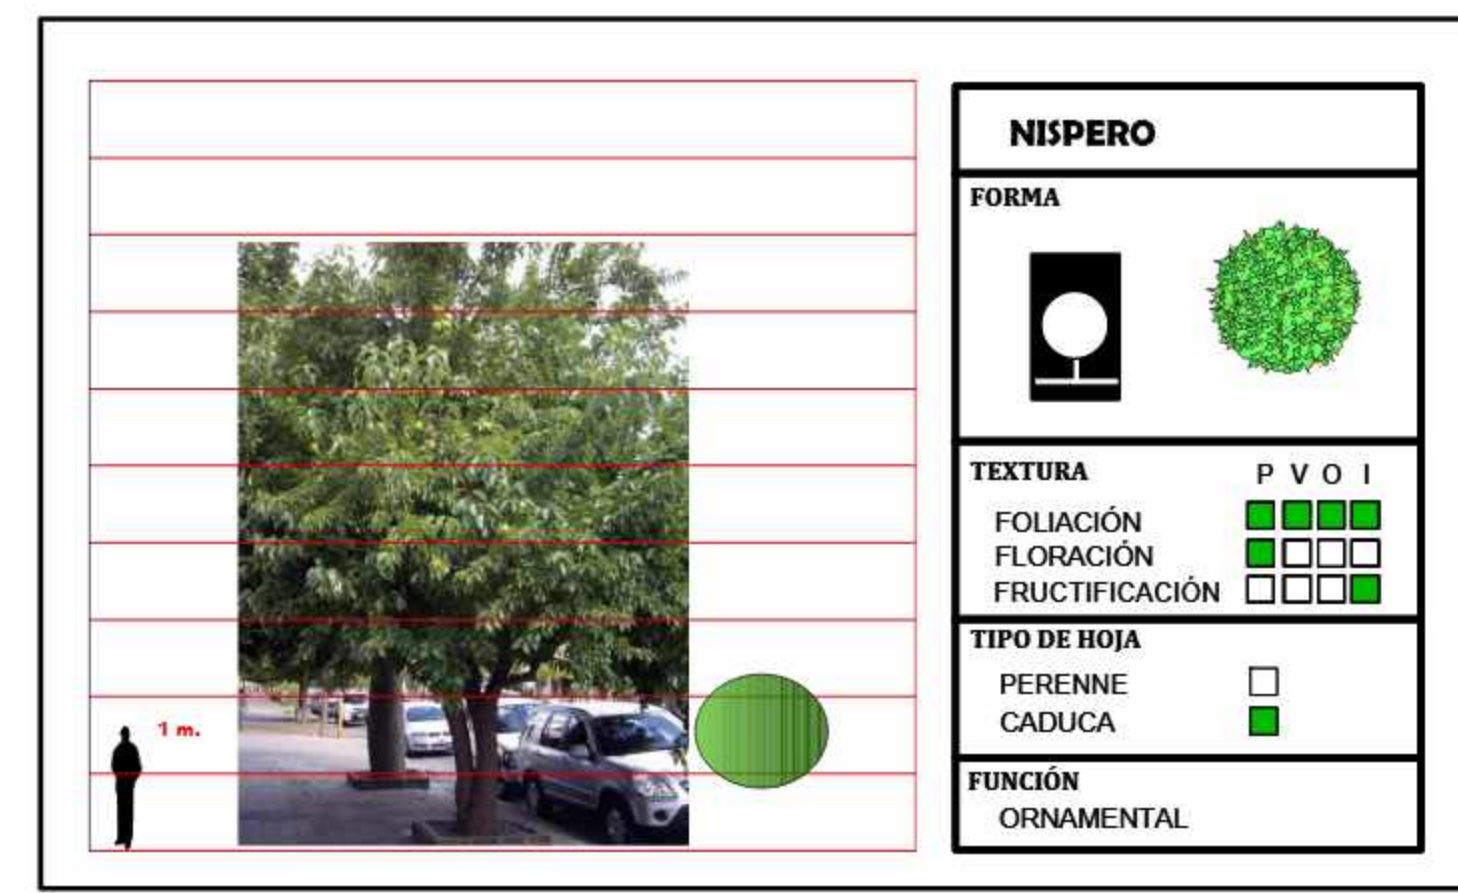 1 m.
NISPERO
FORMA
TEXTURA P V O I
FOLIACIÓN
FLORACIÓN
FRUCTIFICACIÓN
TIPO DE HOJA
PERENNE
CADUCA
FUNCIÓN
ORNAMENTAL